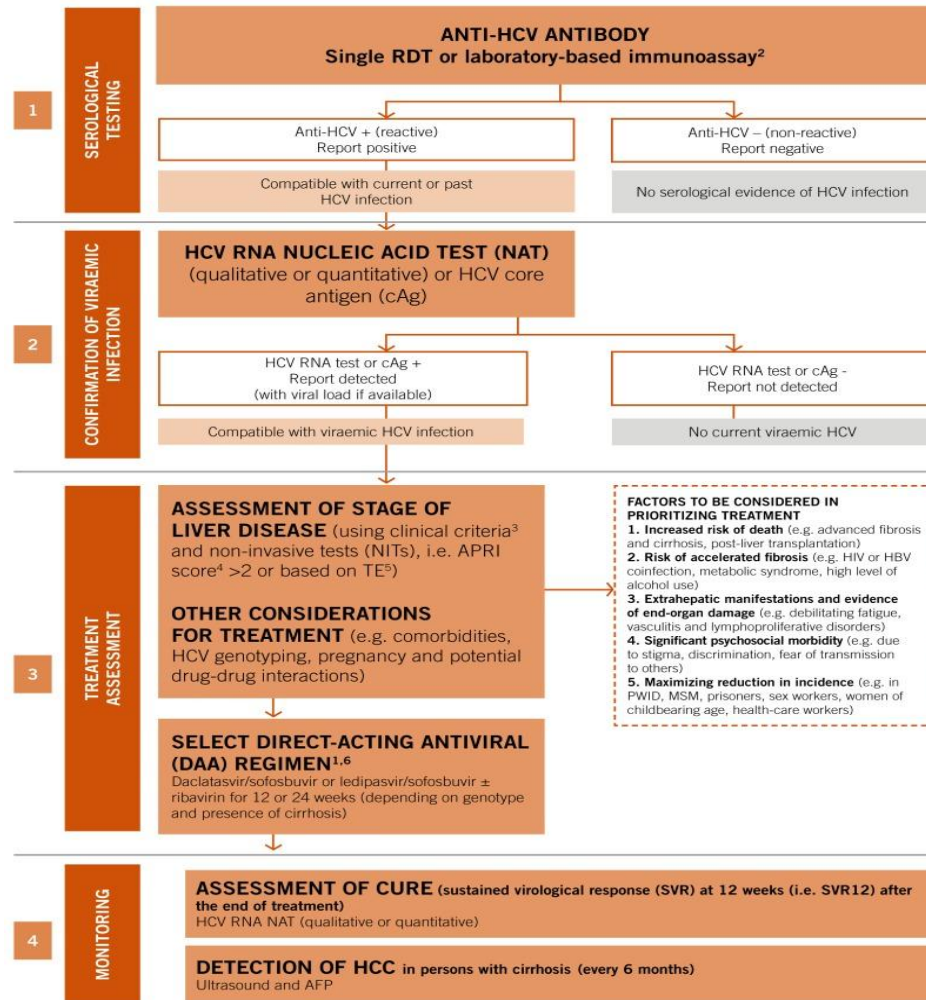 1
SEROLOGICAL
TESTING
ANTI-HCV ANTIBODY
Single RDT or laboratory-based immunoassay²
Anti-HCV + (reactive)
Report positive
Anti-HCV – (non-reactive)
Report negative
Compatible with current or past
HCV infection
No serological evidence of HCV infection
2
CONFIRMATION OF VIRAEMIC
INFECTION
HCV RNA NUCLEIC ACID TEST (NAT)
(qualitative or quantitative) or HCV core
antigen (cAg)
HCV RNA test or cAg +
Report detected
(with viral load if available)
HCV RNA test or cAg -
Report not detected
Compatible with viraemic HCV infection
No current viraemic HCV
3
TREATMENT
ASSESSMENT
ASSESSMENT OF STAGE OF
LIVER DISEASE (using clinical criteria³
and non-invasive tests (NITs), i.e. APRI
score⁴ >2 or based on TE⁵)
OTHER CONSIDERATIONS
FOR TREATMENT (e.g. comorbidities,
HCV genotyping, pregnancy and potential
drug-drug interactions)
FACTORS TO BE CONSIDERED IN
PRIORITIZING TREATMENT
1. Increased risk of death (e.g. advanced fibrosis
and cirrhosis, post-liver transplantation)
2. Risk of accelerated fibrosis (e.g. HIV or HBV
coinfection, metabolic syndrome, high level of
alcohol use)
3. Extrahepatic manifestations and evidence
of end-organ damage (e.g. debilitating fatigue,
vasculitis and lymphoproliferative disorders)
4. Significant psychosocial morbidity (e.g. due
to stigma, discrimination, fear of transmission
to others)
5. Maximizing reduction in incidence (e.g. in
PWID, MSM, prisoners, sex workers, women of
childbearing age, health-care workers)
SELECT DIRECT-ACTING ANTIVIRAL
(DAA) REGIMEN¹,⁶
Daclatasvir/sofosbuvir or ledipasvir/sofosbuvir ±
ribavirin for 12 or 24 weeks (depending on genotype
and presence of cirrhosis)
4
MONITORING
ASSESSMENT OF CURE (sustained virological response (SVR) at 12 weeks (i.e. SVR12) after
the end of treatment)
HCV RNA NAT (qualitative or quantitative)
DETECTION OF HCC in persons with cirrhosis (every 6 months)
Ultrasound and AFP